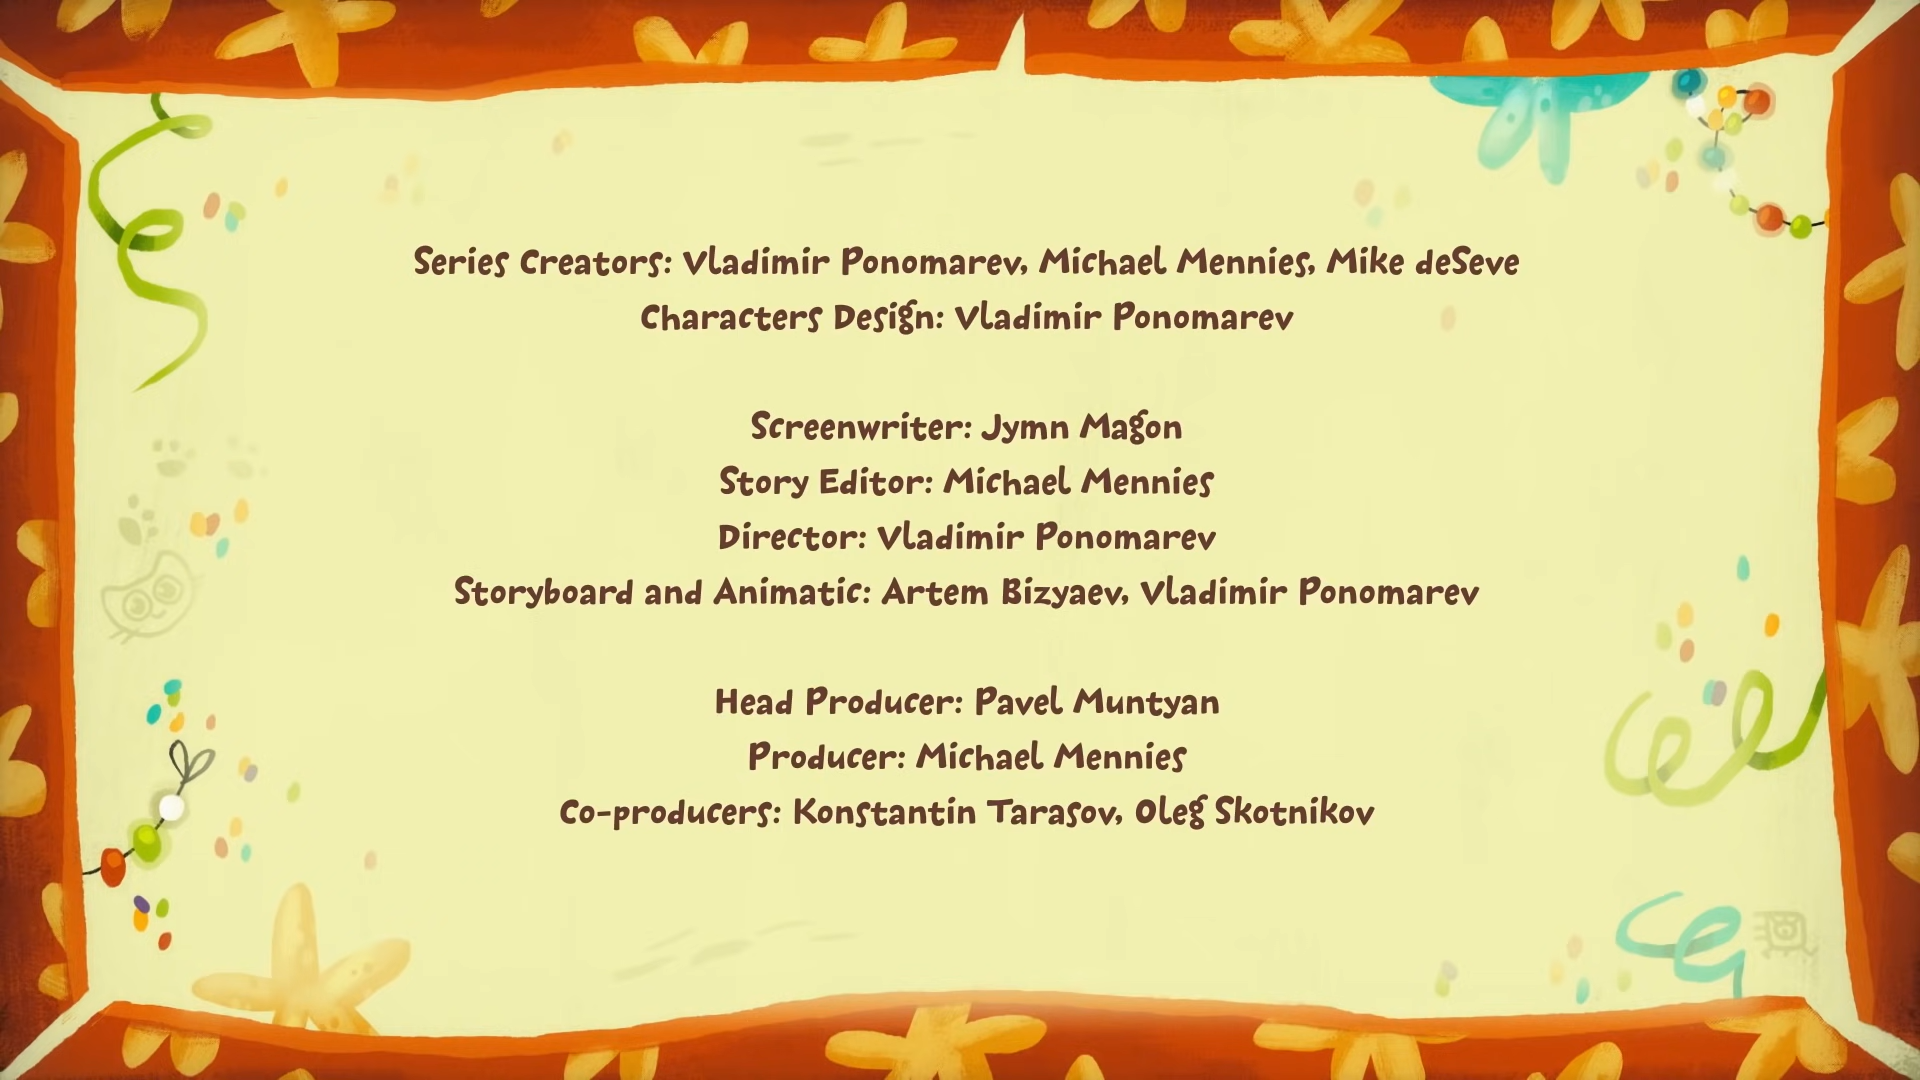 Series Creators: Vladimir Ponomarev, Michael Mennies, Mike deSeve
Characters Design: Vladimir Ponomarev
Screenwriter: Jymn Magon
Story Editor: Michael Mennies
Director: Vladimir Ponomarev
Storyboard and Animatic: Artem Bizyaev, Vladimir Ponomarev
Head Producer: Pavel Muntyan
Producer: Michael Mennies
Co-producers: Konstantin Tarasov, Oleg Skotnikov